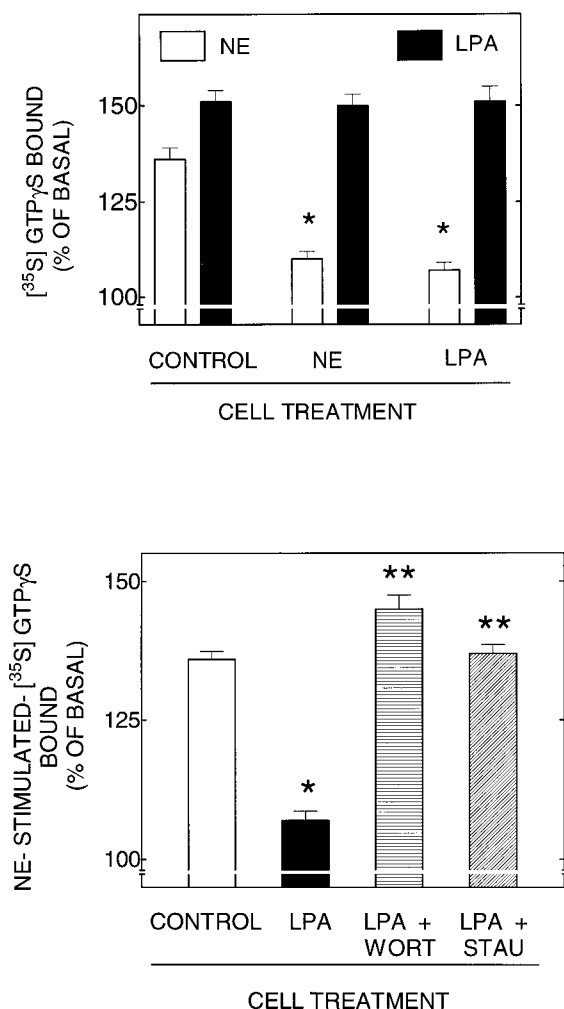 NE
LPA
[³⁵S] GTPγS BOUND
(% OF BASAL)
150
125
100
*
*
CONTROL NE LPA
CELL TREATMENT
NE- STIMULATED- [³⁵S] GTPγS
BOUND
(% OF BASAL)
150
125
100
**
**
*
CONTROL LPA LPA + LPA +
WORT STAU
CELL TREATMENT